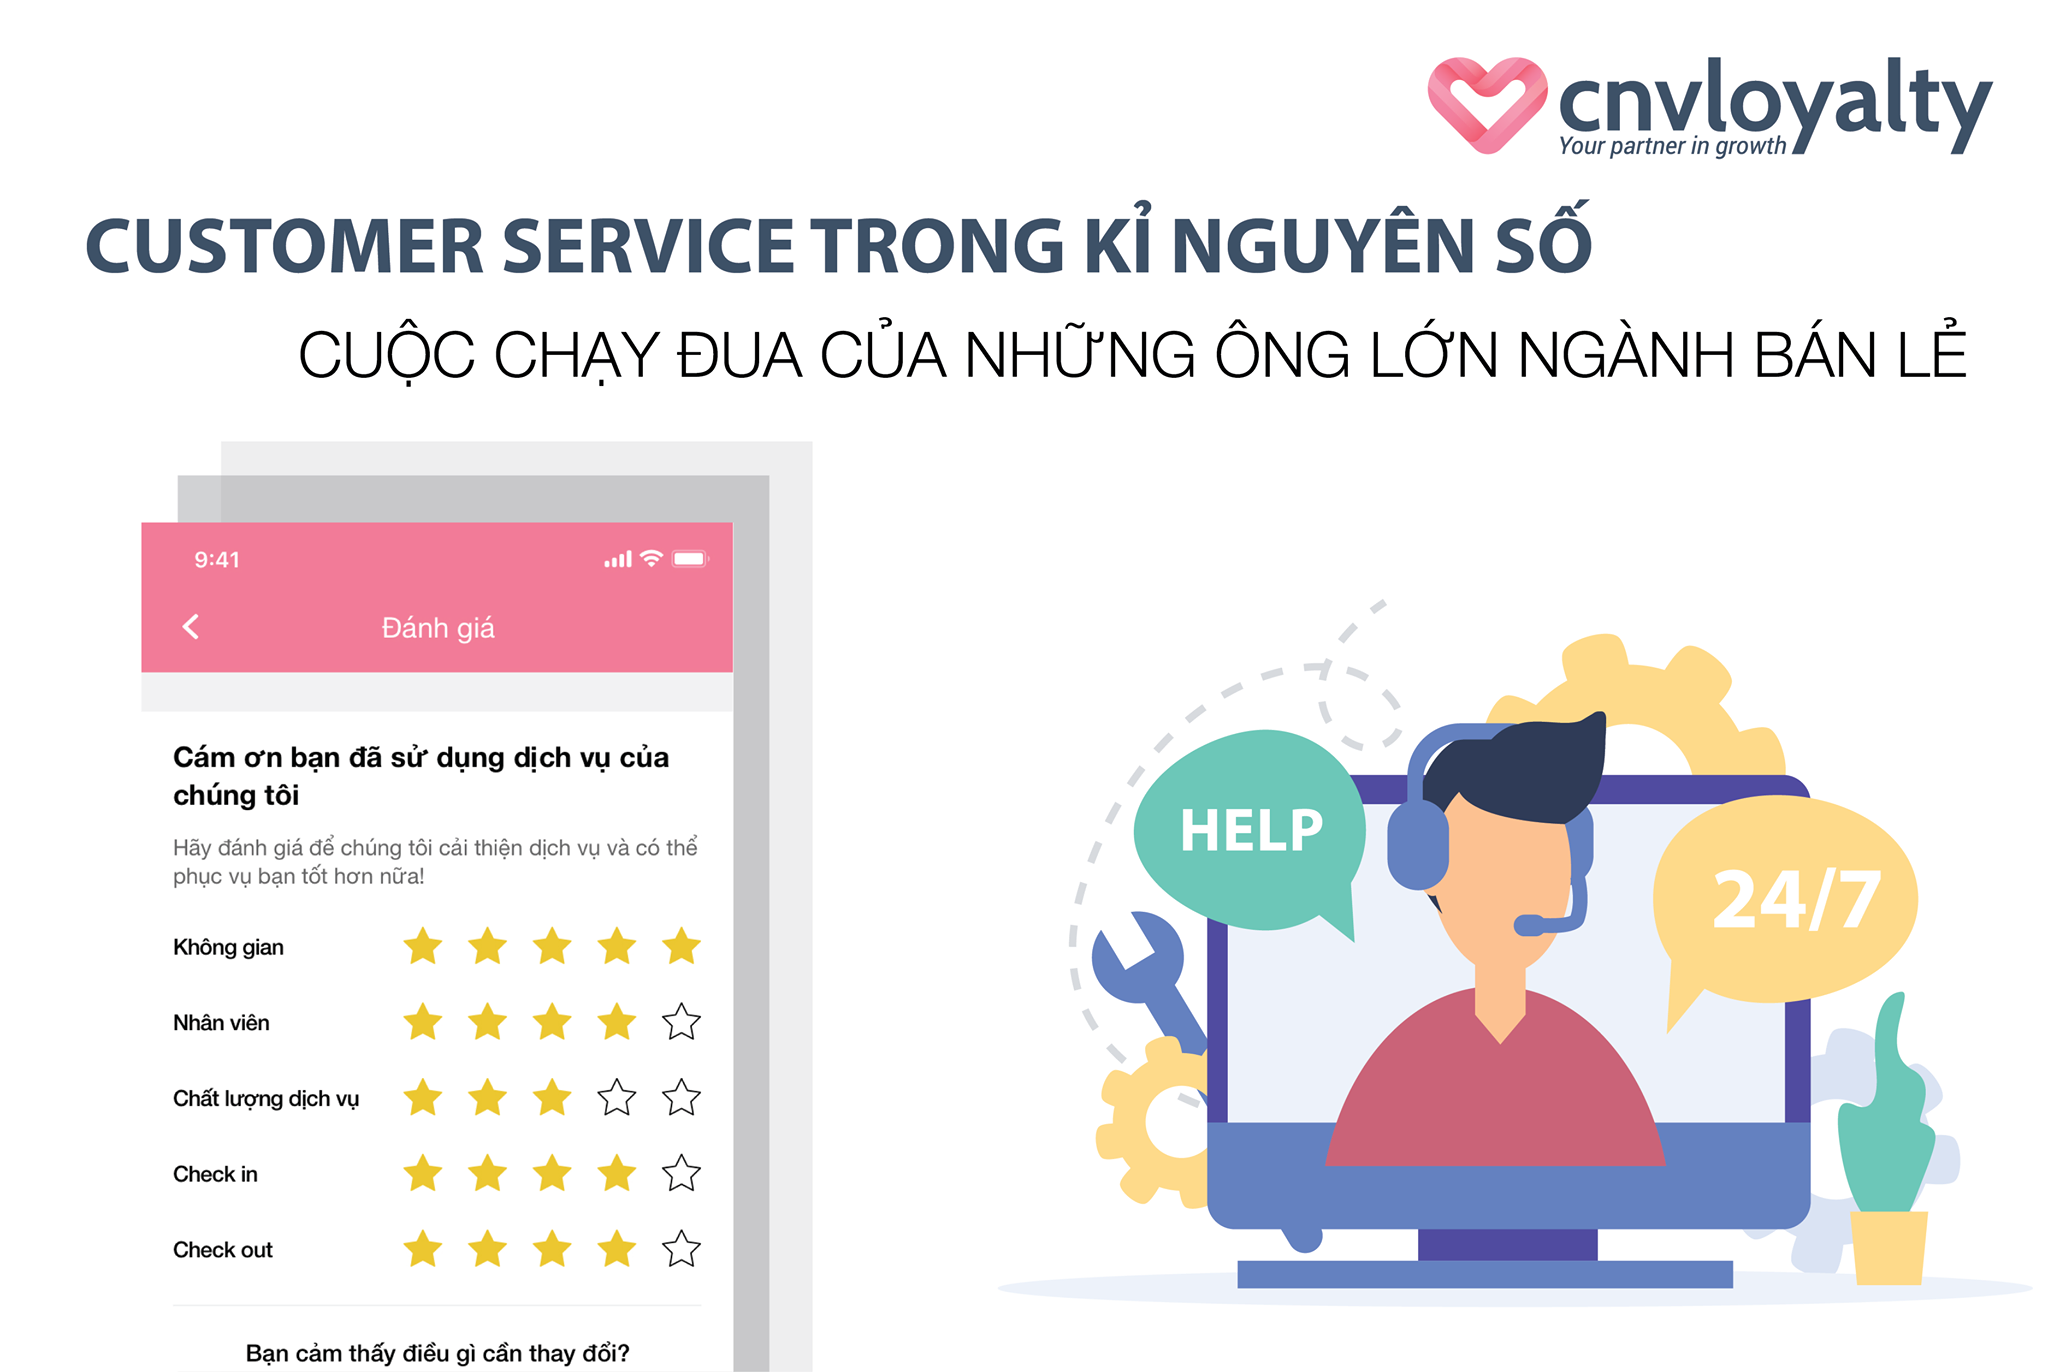 cnvloyalty
Your partner in growth
CUSTOMER SERVICE TRONG KỈ NGUYÊN SỐ
CUỘC CHẠY ĐUA CỦA NHỮNG ÔNG LỚN NGÀNH BÁN LẺ
9:41
Đánh giá
Cám ơn bạn đã sử dụng dịch vụ của
chúng tôi
Hãy đánh giá để chúng tôi cải thiện dịch vụ và có thể
phục vụ bạn tốt hơn nữa!
Không gian
Nhân viên
Chất lượng dịch vụ
Check in
Check out
Bạn cảm thấy điều gì cần thay đổi?
HELP
24/7